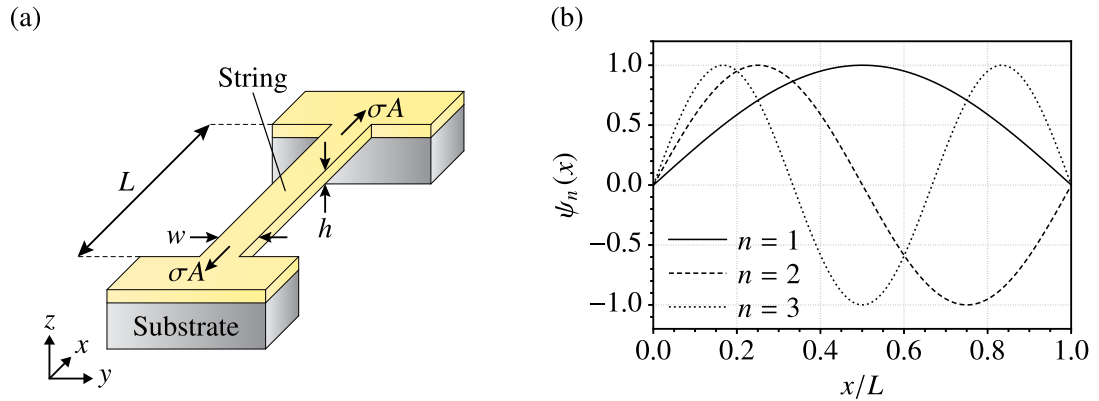 (a)
String
σA
L
w
h
σA
Substrate
z
x
y
(b)
ψₙ(x)
1.0
0.5
0.0
−0.5
−1.0
n = 1
n = 2
n = 3
0.0 0.2 0.4 0.6 0.8 1.0
x/L